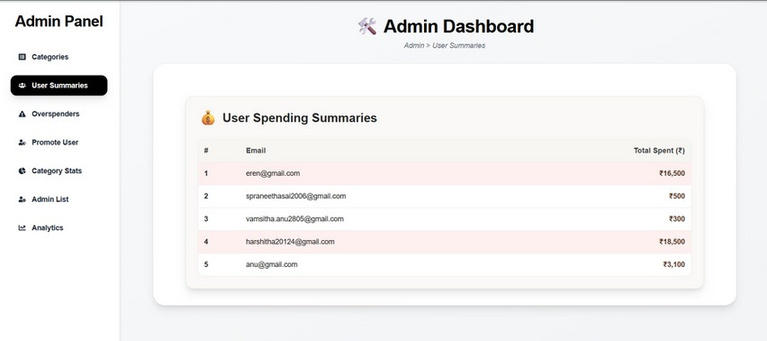 Admin Panel
Categories
User Summaries
Overspenders
Promote User
Category Stats
Admin List
Analytics
Admin Dashboard
Admin > User Summaries
User Spending Summaries
# Email Total Spent (₹)
1 eren@gmail.com ₹16,500
2 spraneethasai2006@gmail.com ₹500
3 vamsitha.anu2805@gmail.com ₹300
4 harshitha20124@gmail.com ₹18,500
5 anu@gmail.com ₹3,100